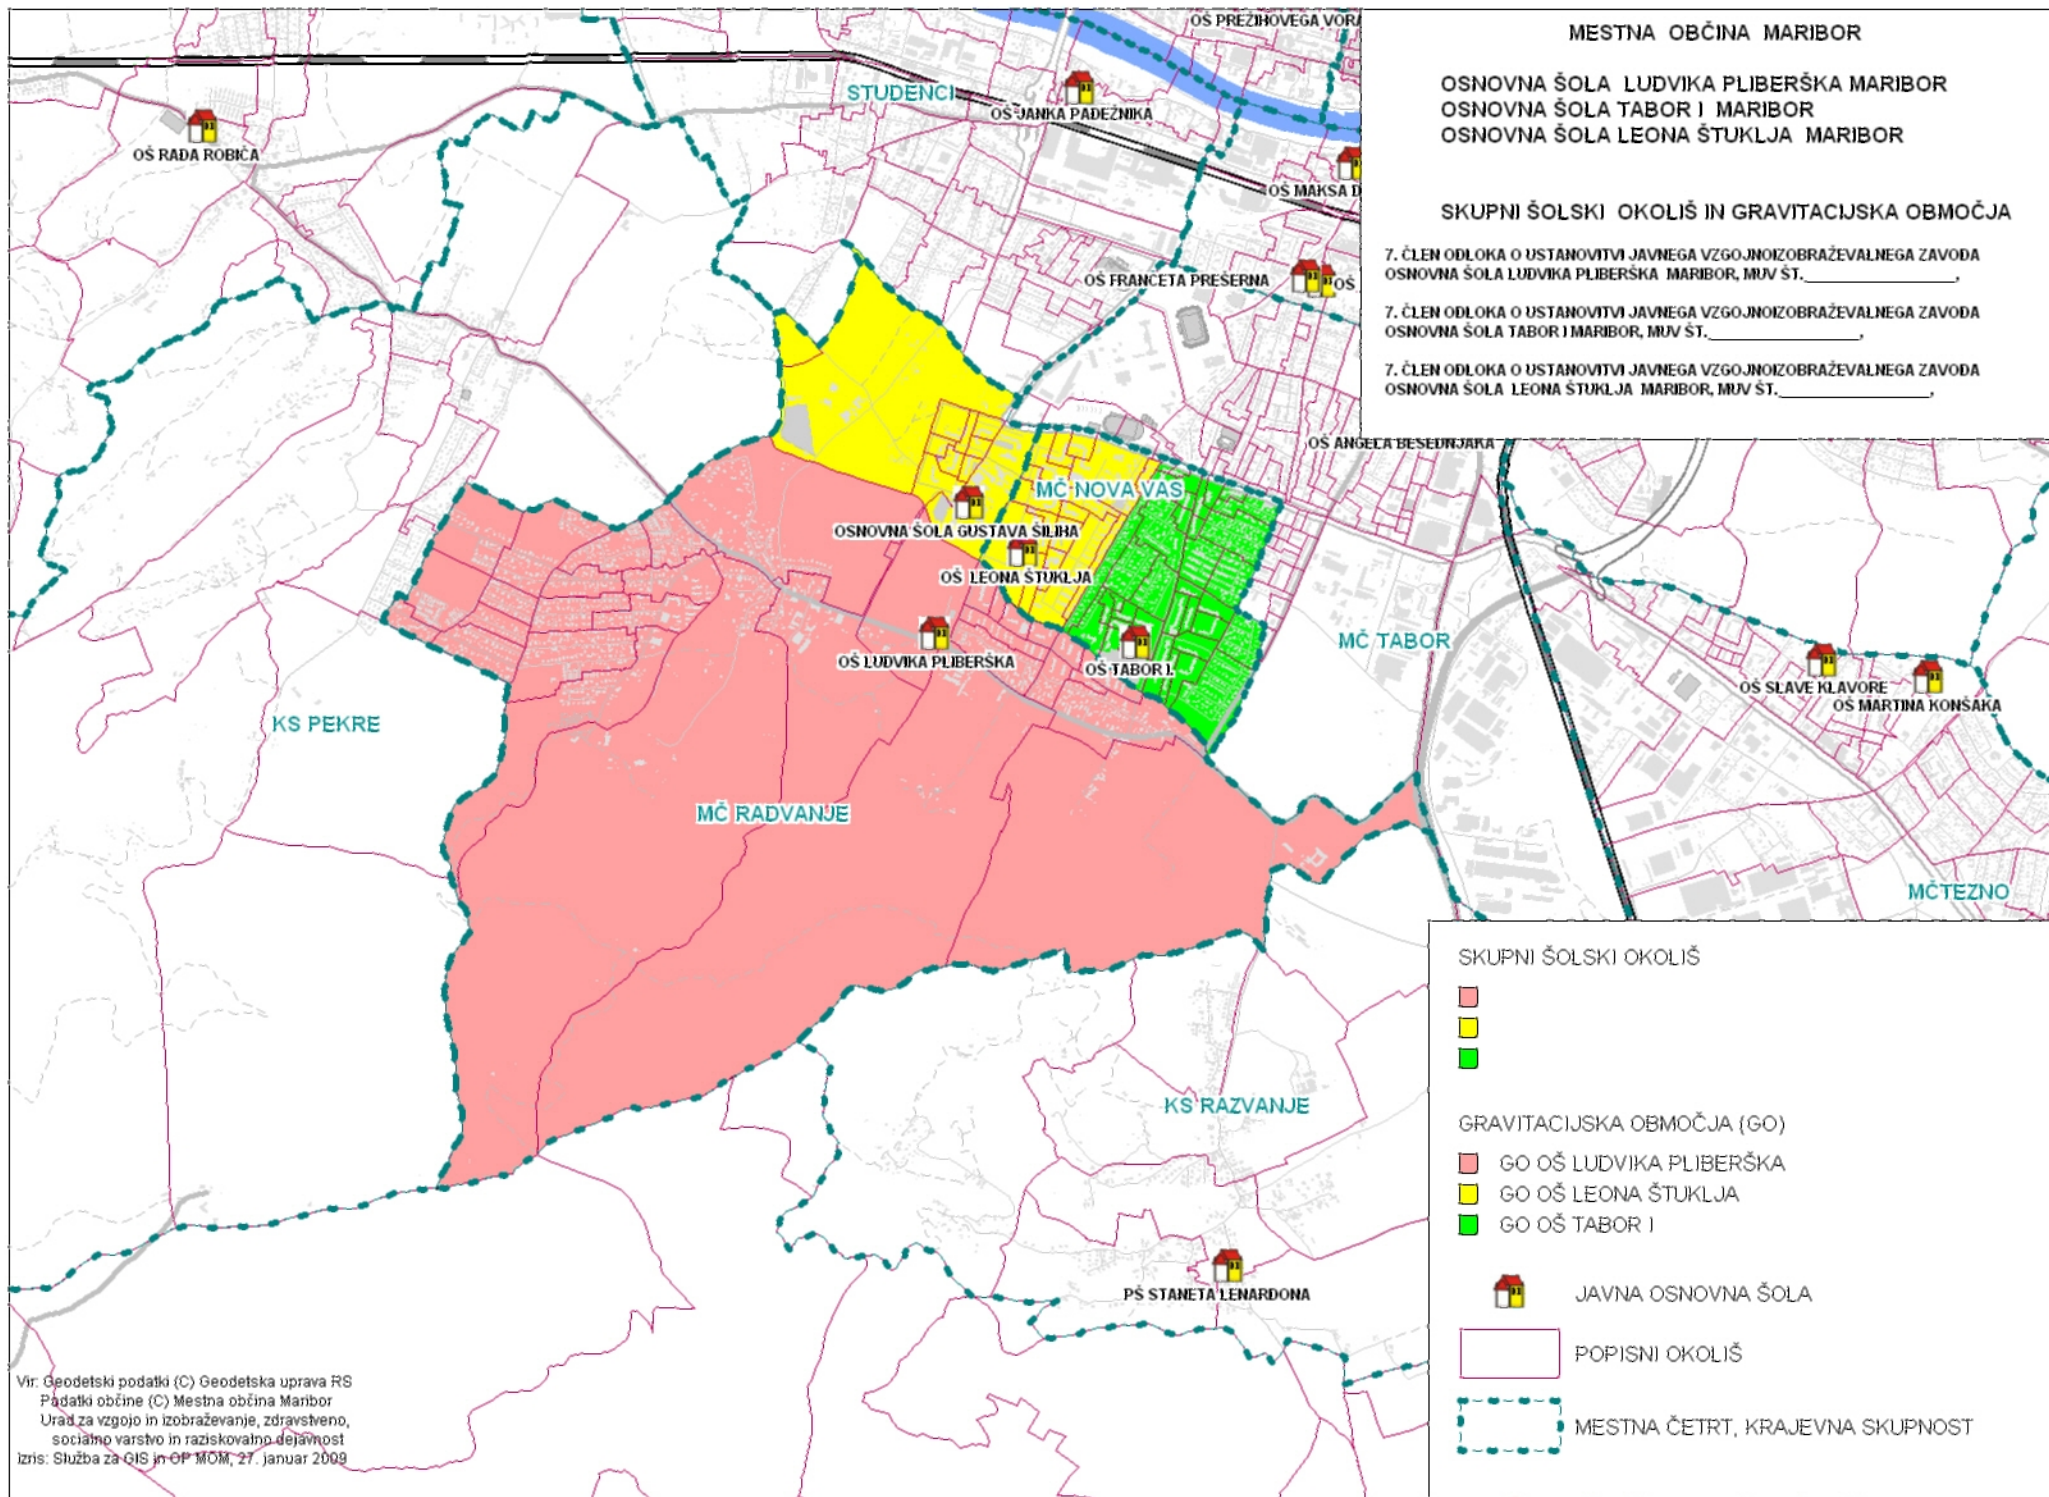 MESTNA OBČINA MARIBOR
OSNOVNA ŠOLA LUDVIKA PLIBERŠKA MARIBOR
OSNOVNA ŠOLA TABOR I MARIBOR
OSNOVNA ŠOLA LEONA ŠTUKLJA MARIBOR
SKUPNI ŠOLSKI OKOLIŠ IN GRAVITACIJSKA OBMOČJA
7. ČLEN ODLOKA O USTANOVITVI JAVNEGA VZGOJNOIZOBRAŽEVALNEGA ZAVODA
OSNOVNA ŠOLA LUDVIKA PLIBERŠKA MARIBOR, MUV ŠT.______________,
7. ČLEN ODLOKA O USTANOVITVI JAVNEGA VZGOJNOIZOBRAŽEVALNEGA ZAVODA
OSNOVNA ŠOLA TABOR I MARIBOR, MUV ŠT.______________,
7. ČLEN ODLOKA O USTANOVITVI JAVNEGA VZGOJNOIZOBRAŽEVALNEGA ZAVODA
OSNOVNA ŠOLA LEONA ŠTUKLJA MARIBOR, MUV ŠT.______________,
OŠ PREŽIHOVEGA VORA
STUDENCI
OŠ JANKA PADEŽNIKA
OŠ RADA ROBIČA
OŠ MAKSA D
OŠ FRANCETA PREŠERNA
OŠ
OŠ ANGELA BESEDNJAKA
MČ NOVA VAS
OSNOVNA ŠOLA GUSTAVA ŠILIHA
OŠ LEONA ŠTUKLJA
OŠ LUDVIKA PLIBERŠKA
OŠ TABOR I.
MČ TABOR
OŠ SLAVE KLAVORE
OŠ MARTINA KONŠAKA
KS PEKRE
MČ RADVANJE
MČ TEZNO
KS RAZVANJE
PŠ STANETA LENARDONA
SKUPNI ŠOLSKI OKOLIŠ
GRAVITACIJSKA OBMOČJA (GO)
GO OŠ LUDVIKA PLIBERŠKA
GO OŠ LEONA ŠTUKLJA
GO OŠ TABOR I
JAVNA OSNOVNA ŠOLA
POPISNI OKOLIŠ
MESTNA ČETRT, KRAJEVNA SKUPNOST
Vir: Geodetski podatki (C) Geodetska uprava RS
Podatki občine (C) Mestna občina Maribor
Urad za vzgojo in izobraževanje, zdravstveno,
socialno varstvo in raziskovalno dejavnost
Izris: Služba za GIS in OP MOM, 27. januar 2009